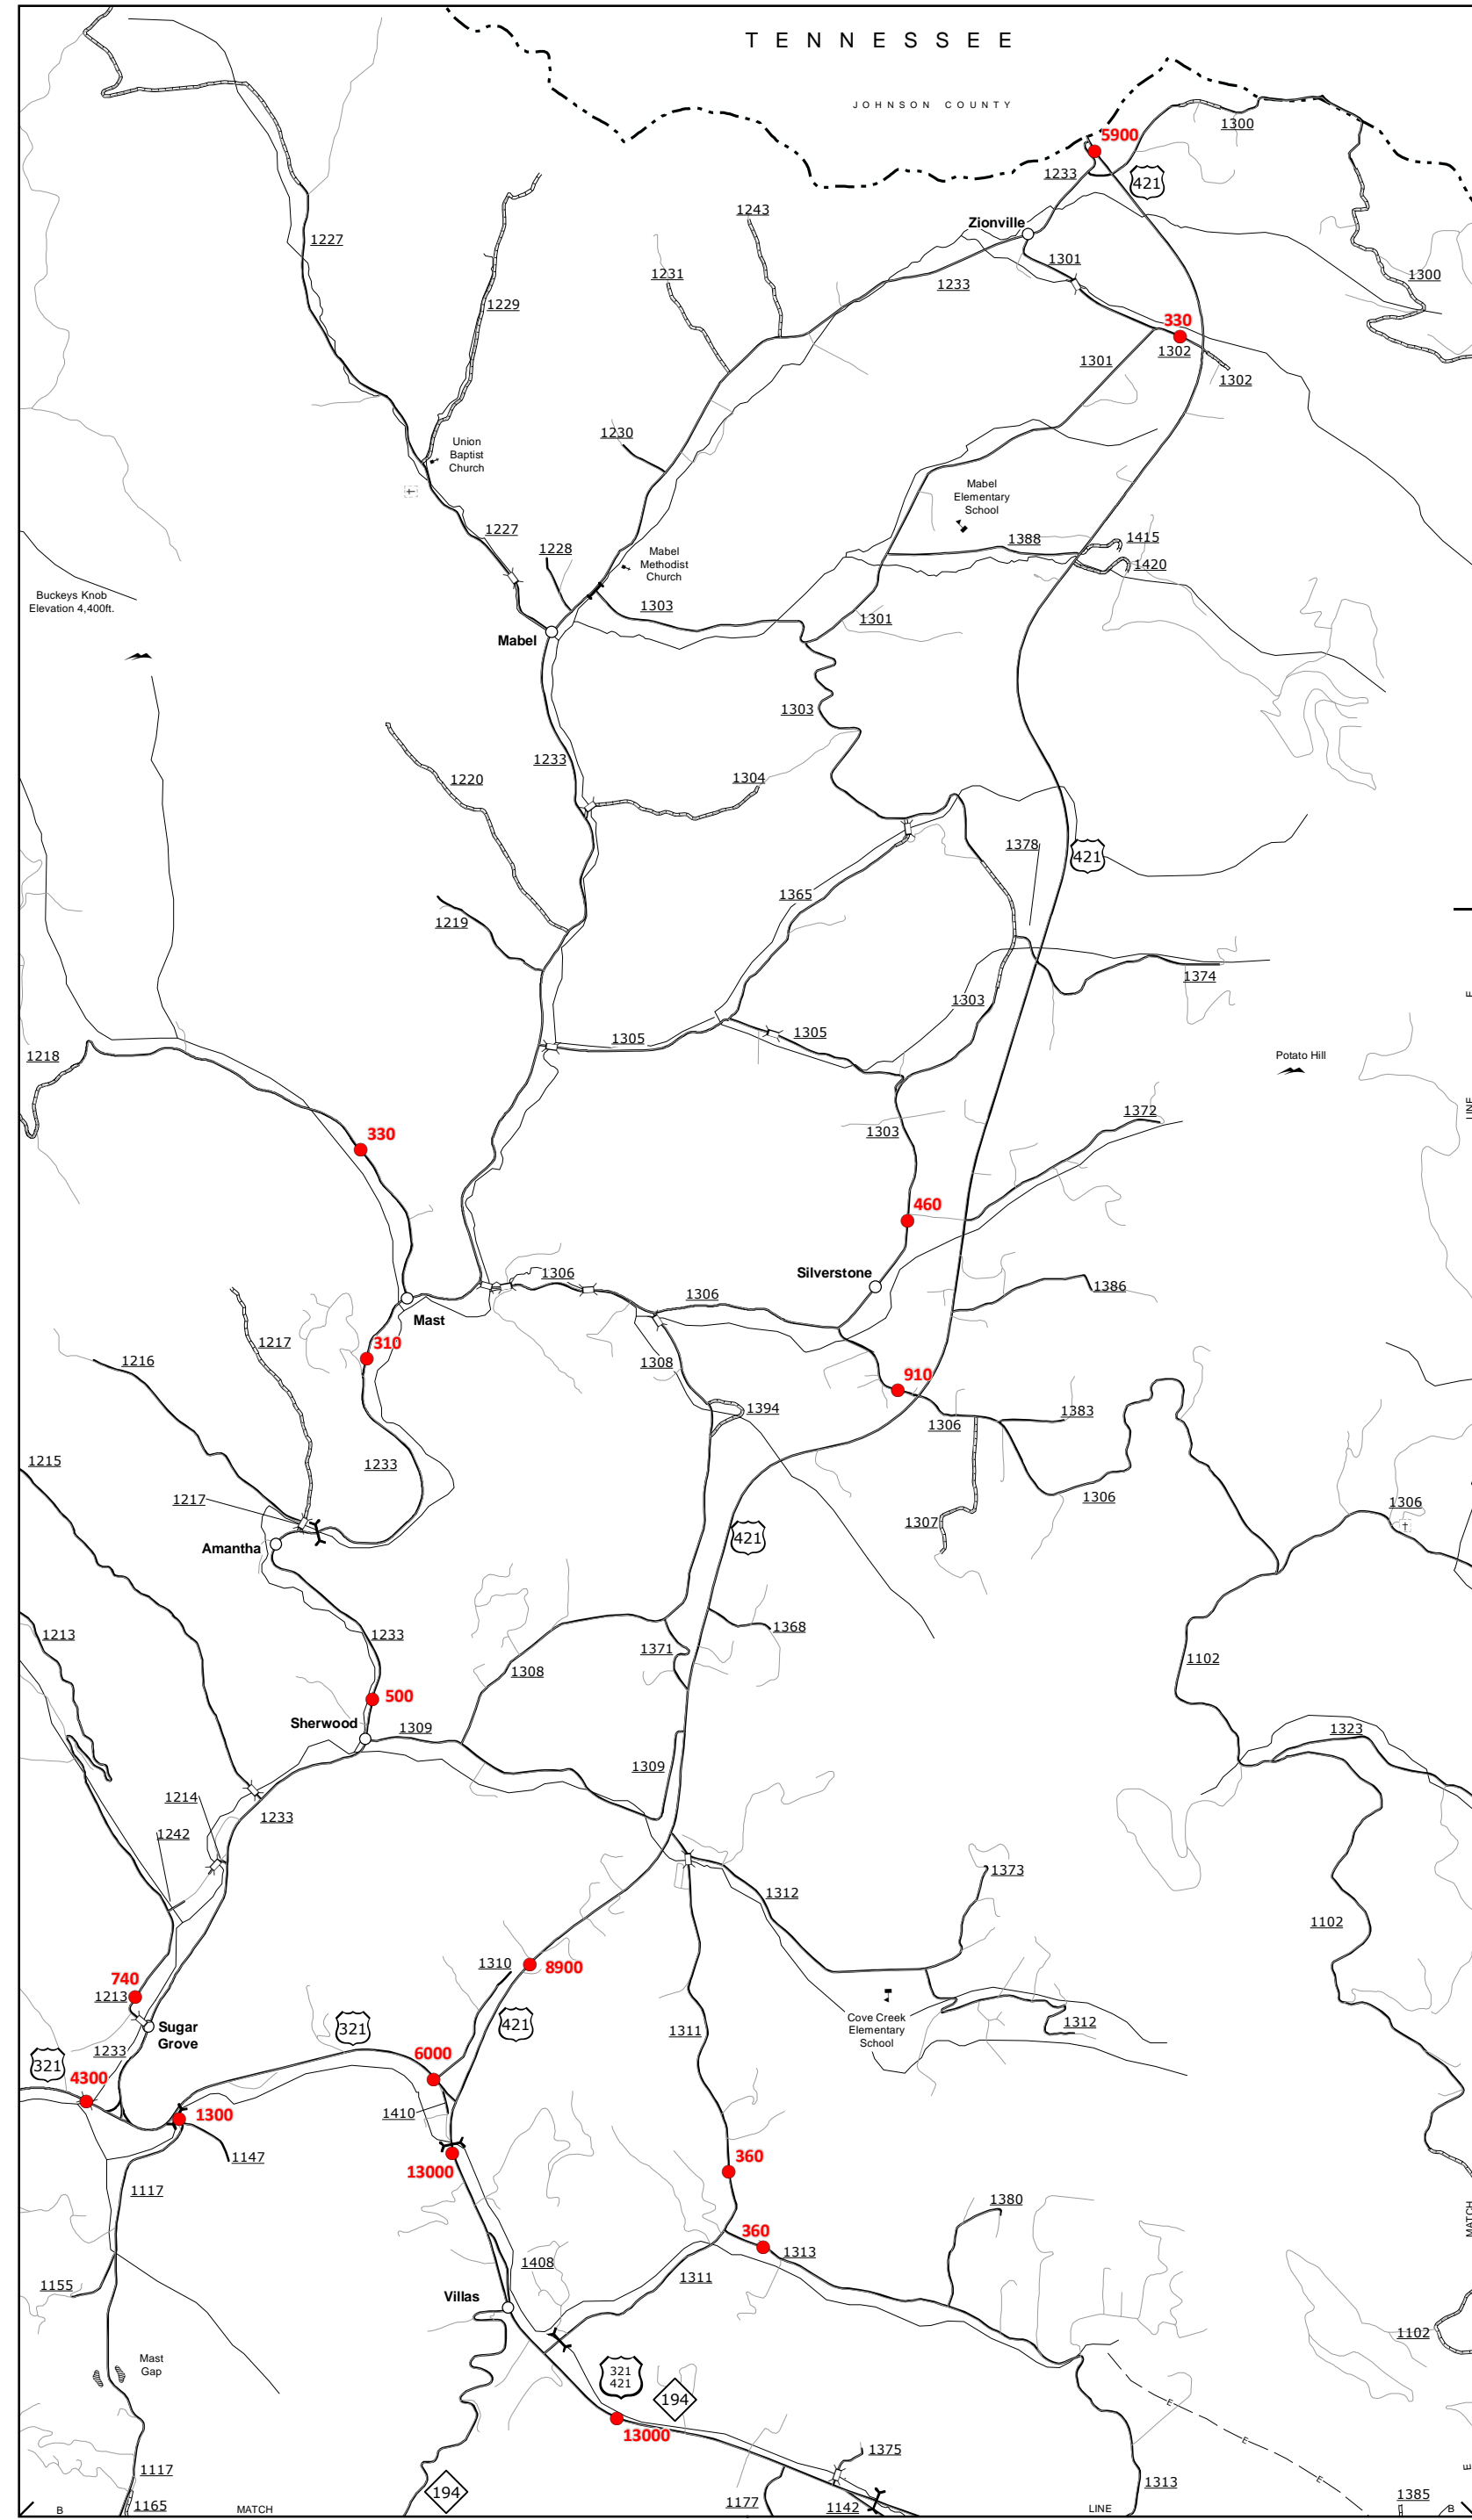 TENNESSEE
JOHNSON COUNTY
5900
1300
1233
421
1243
Zionville
1227
1231
1301
1229
1233
1300
330
1302
1301
1302
1230
Union
Baptist
Church
Mabel
Elementary
School
1227
1228
Mabel
Methodist
Church
1388
1415
1420
Buckeys Knob
Elevation 4,400ft.
1303
1301
Mabel
1303
1233
1220
1304
1378
421
1365
1219
1374
E
1303
1305
1305
1218
Potato Hill
LINE
1372
330
1303
460
Silverstone
1306
1386
1306
Mast
1217
310
1216
1308
910
1394
1383
1306
1215
1233
1217
1306
1306
1307
421
Amantha
1368
1213
1233
1371
1308
1102
500
Sherwood
1309
1323
1309
1214
1233
1242
1373
1312
1102
1310
8900
740
1213
Cove Creek
Elementary
School
421
321
1311
1312
Sugar
Grove
1233
321
6000
4300
1410
1300
1147
360
13000
1117
1380
MATCH
360
1313
1408
1311
1155
Villas
1102
Mast
Gap
321
421
194
E
13000
E
1375
1117
E
1313
E
194
1165
B
MATCH
1177
1142
LINE
1385
B